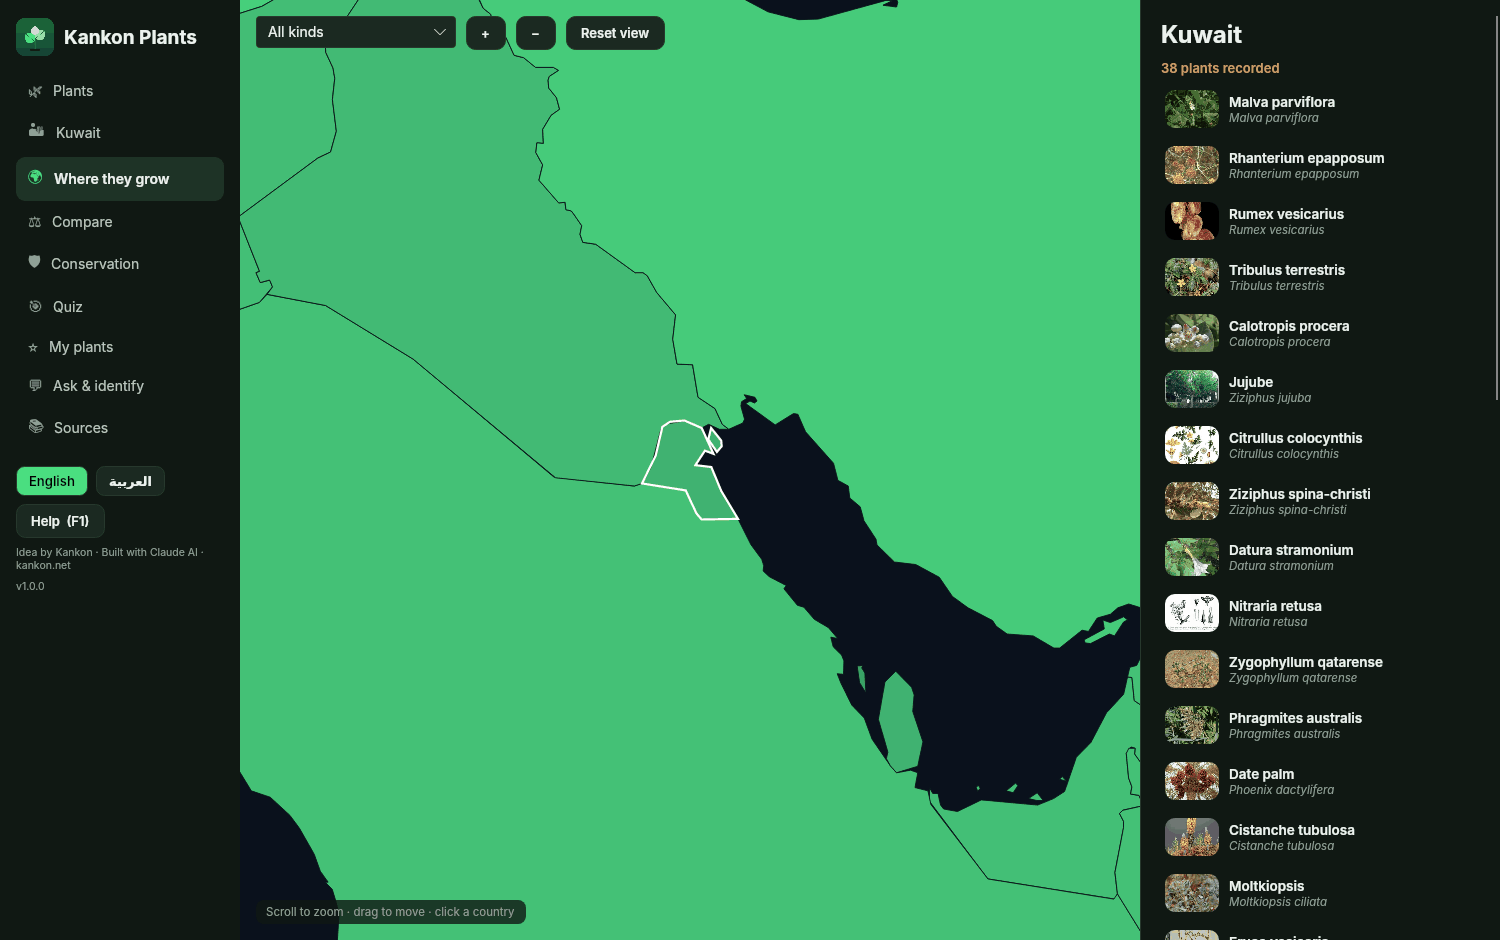 Kankon Plants
Plants
Kuwait
Where they grow
Compare
Conservation
Quiz
My plants
Ask & identify
Sources
English
العربية
Help (F1)
Idea by Kankon · Built with Claude AI ·
kankon.net
v1.0.0
All kinds
+
−
Reset view
Scroll to zoom · drag to move · click a country
Kuwait
38 plants recorded
Malva parviflora
Malva parviflora
Rhanterium epapposum
Rhanterium epapposum
Rumex vesicarius
Rumex vesicarius
Tribulus terrestris
Tribulus terrestris
Calotropis procera
Calotropis procera
Jujube
Ziziphus jujuba
Citrullus colocynthis
Citrullus colocynthis
Ziziphus spina-christi
Ziziphus spina-christi
Datura stramonium
Datura stramonium
Nitraria retusa
Nitraria retusa
Zygophyllum qatarense
Zygophyllum qatarense
Phragmites australis
Phragmites australis
Date palm
Phoenix dactylifera
Cistanche tubulosa
Cistanche tubulosa
Moltkiopsis
Moltkiopsis ciliata